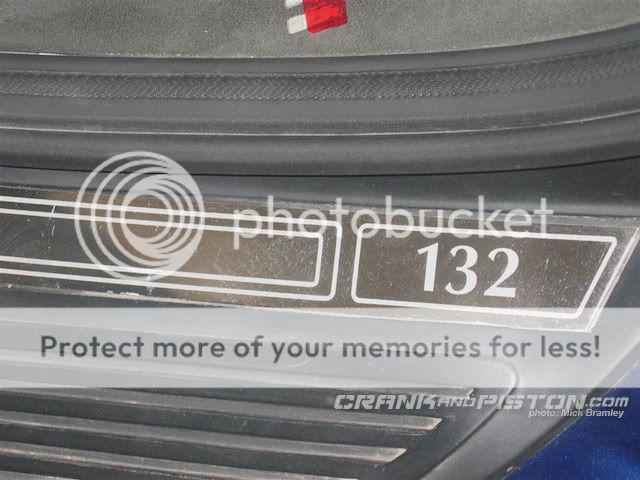 photobucket
132
Protect more of your memories for less!
CRANKANDPISTON.com
photo: Mick Bramley